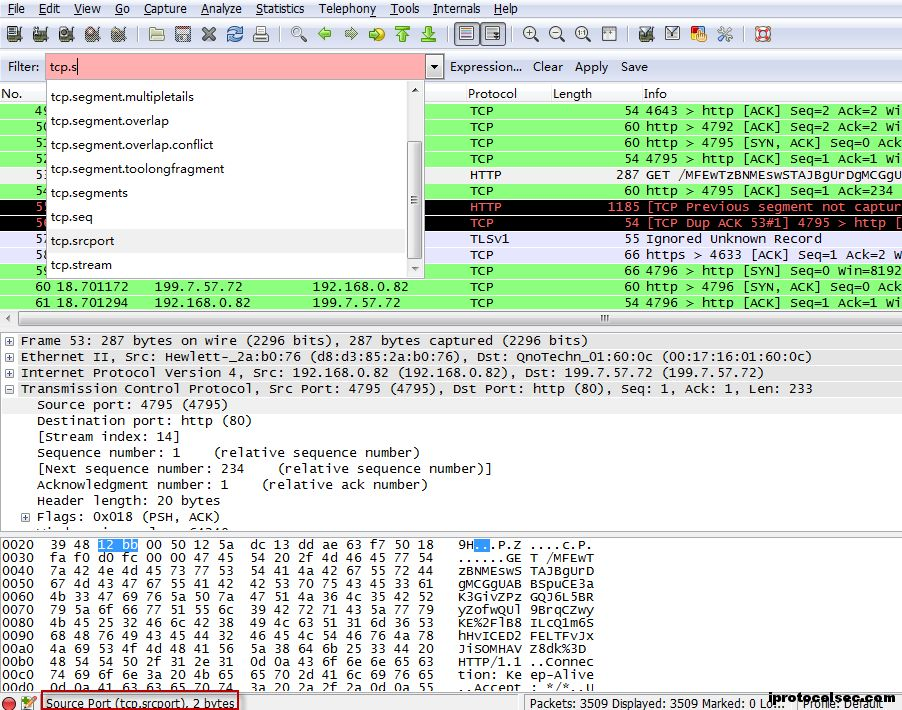 File Edit View Go Capture Analyze Statistics Telephony Tools Internals Help
Filter: tcp.s Expression... Clear Apply Save
No. Protocol Length Info
tcp.segment.multipletails
tcp.segment.overlap
tcp.segment.overlap.conflict
tcp.segment.toolongfragment
tcp.segments
tcp.seq
tcp.srcport
tcp.stream
TCP 54 4643 > http [ACK] Seq=2 Ack=2 Wi
TCP 60 http > 4792 [ACK] Seq=2 Ack=2 Wi
TCP 60 http > 4795 [SYN, ACK] Seq=0 Ack
TCP 54 4795 > http [ACK] Seq=1 Ack=1 Wi
HTTP 287 GET /MFEwTzBNMEswSTAJBgUrDgMCGgU
TCP 60 http > 4795 [ACK] Seq=1 Ack=234
HTTP 1185 [TCP Previous segment not captur
TCP 54 [TCP Dup ACK 53#1] 4795 > http [
TLSv1 55 Ignored Unknown Record
TCP 66 https > 4633 [ACK] Seq=1 Ack=2 W
TCP 66 4796 > http [SYN] Seq=0 Win=8192
60 18.701172 199.7.57.72 192.168.0.82 TCP 60 http > 4796 [SYN, ACK] Seq=0 Ack
61 18.701294 192.168.0.82 199.7.57.72 TCP 54 4796 > http [ACK] Seq=1 Ack=1 Wi
Frame 53: 287 bytes on wire (2296 bits), 287 bytes captured (2296 bits)
Ethernet II, Src: Hewlett-_2a:b0:76 (d8:d3:85:2a:b0:76), Dst: QnoTechn_01:60:0c (00:17:16:01:60:0c)
Internet Protocol Version 4, Src: 192.168.0.82 (192.168.0.82), Dst: 199.7.57.72 (199.7.57.72)
Transmission Control Protocol, Src Port: 4795 (4795), Dst Port: http (80), Seq: 1, Ack: 1, Len: 233
Source port: 4795 (4795)
Destination port: http (80)
[Stream index: 14]
Sequence number: 1 (relative sequence number)
[Next sequence number: 234 (relative sequence number)]
Acknowledgment number: 1 (relative ack number)
Header length: 20 bytes
Flags: 0x018 (PSH, ACK)
0020 39 48 12 bb 00 50 12 5a dc 13 dd ae 63 f7 50 18 9H...P.Z ....c.P.
0030 fa f0 d0 fc 00 00 47 45 54 20 2f 4d 46 45 77 54 ......GE T /MFEwT
0040 7a 42 4e 4d 45 73 77 53 54 41 4a 42 67 55 72 44 zBNMEswS TAJBgUrD
0050 67 4d 43 47 67 55 41 42 42 53 70 75 43 45 33 61 gMCGgUAB BSpuCE3a
0060 4b 33 47 69 76 5a 50 7a 47 51 4a 36 4c 35 42 52 K3GivZPz GQJ6L5BR
0070 79 5a 6f 66 77 51 55 6c 39 42 72 71 43 5a 77 79 yZofwQUl 9BrqCZwy
0080 4b 45 25 32 46 6c 42 38 49 4c 63 51 31 6d 36 53 KE%2FlB8 ILcQ1m6S
0090 68 48 76 49 43 45 44 32 46 45 4c 54 46 76 4a 78 hHvICED2 FELTFvJx
00a0 4a 69 53 4f 4d 48 41 56 5a 38 64 6b 25 33 44 20 JiSOMHAV Z8dk%3D
00b0 48 54 54 50 2f 31 2e 31 0d 0a 43 6f 6e 6e 65 63 HTTP/1.1 ..Connec
00c0 74 69 6f 6e 3a 20 4b 65 65 70 2d 41 6c 69 76 65 tion: Ke ep-Alive
00d0 0d 0a 41 63 63 65 70 74 3a 20 2a 2f 2a 0d 0a 55 ..Accept : */*..U
Source Port (tcp.srcport), 2 bytes Packets: 3509 Displayed: 3509 Marked: 0 Lo... Profile: Default
iprotocolsec.com